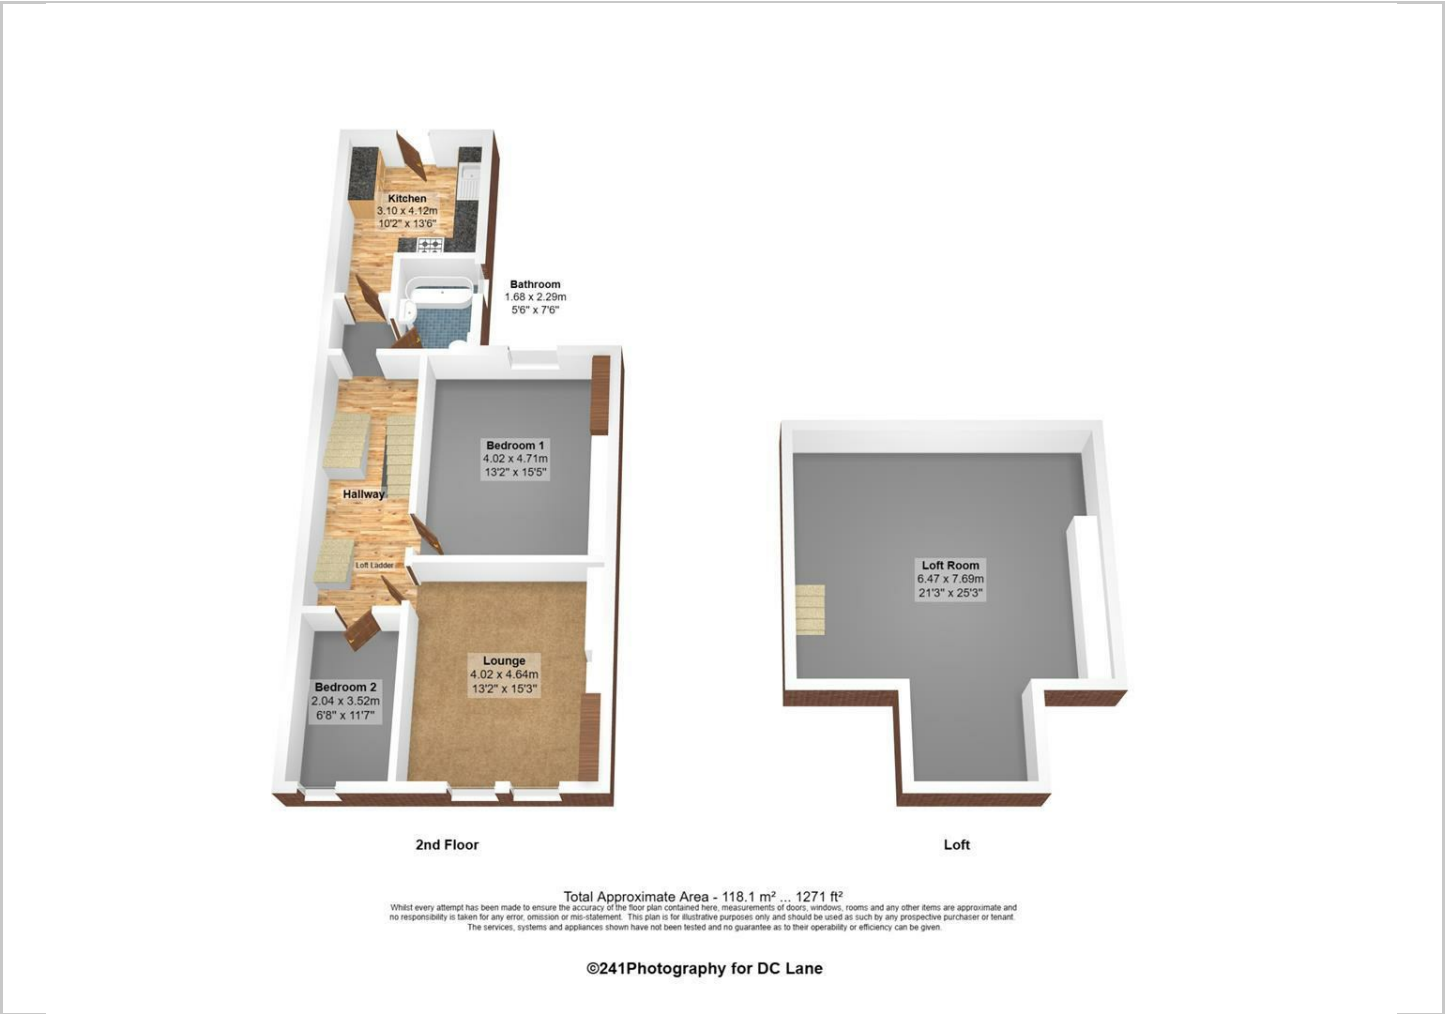 Kitchen
3.10 x 4.12m
10'2" x 13'6"
Bathroom
1.68 x 2.29m
5'6" x 7'6"
Bedroom 1
4.02 x 4.71m
13'2" x 15'5"
Hallway
Loft Ladder
Lounge
4.02 x 4.64m
13'2" x 15'3"
Bedroom 2
2.04 x 3.52m
6'8" x 11'7"
Loft Room
6.47 x 7.69m
21'3" x 25'3"
2nd Floor
Loft
Total Approximate Area - 118.1 m² ... 1271 ft²
Whilst every attempt has been made to ensure the accuracy of the floor plan contained here, measurements of doors, windows, rooms and any other items are approximate and
no responsibility is taken for any error, omission or mis-statement. This plan is for illustrative purposes only and should be used as such by any prospective purchaser or tenant.
The services, systems and appliances shown have not been tested and no guarantee as to their operability or efficiency can be given.
©241Photography for DC Lane